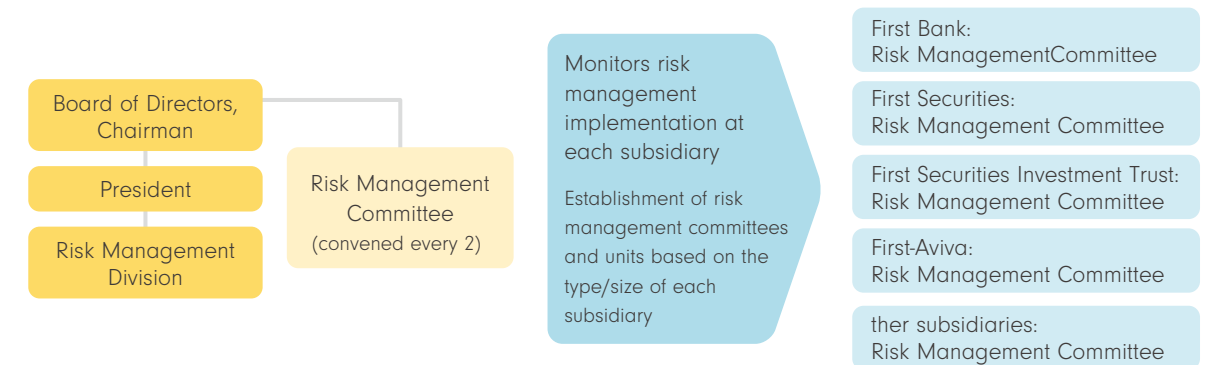 Board of Directors,
Chairman
President
Risk Management
Division
Risk Management
Committee
(convened every 2)
Monitors risk
management
implementation at
each subsidiary
Establishment of risk
management committees
and units based on the
type/size of each
subsidiary
First Bank:
Risk ManagementCommittee
First Securities:
Risk Management Committee
First Securities Investment Trust:
Risk Management Committee
First-Aviva:
Risk Management Committee
ther subsidiaries:
Risk Management Committee